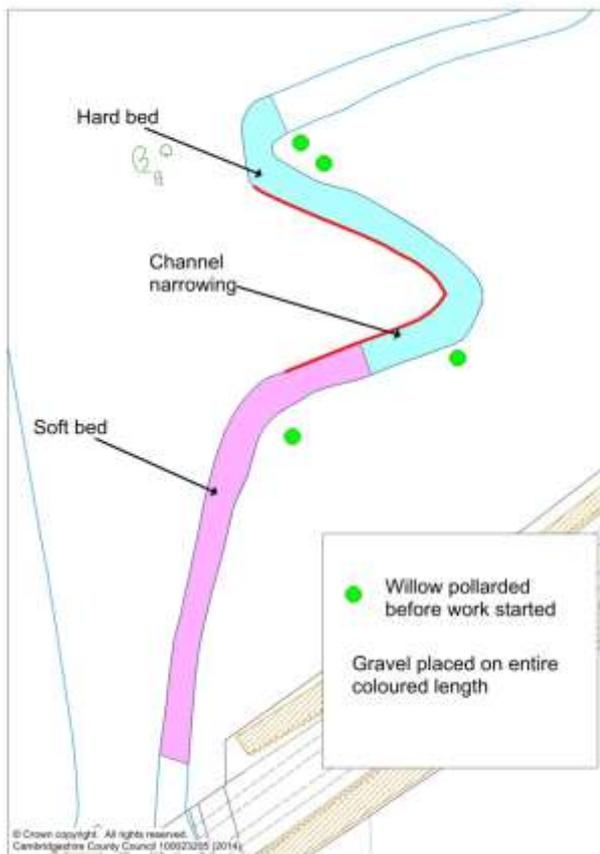 Hard bed
Channel
narrowing
Soft bed
Willow pollarded
before work started
Gravel placed on entire
coloured length
© Crown copyright. All rights reserved.
Cambridgeshire County Council 100023205 (2014)